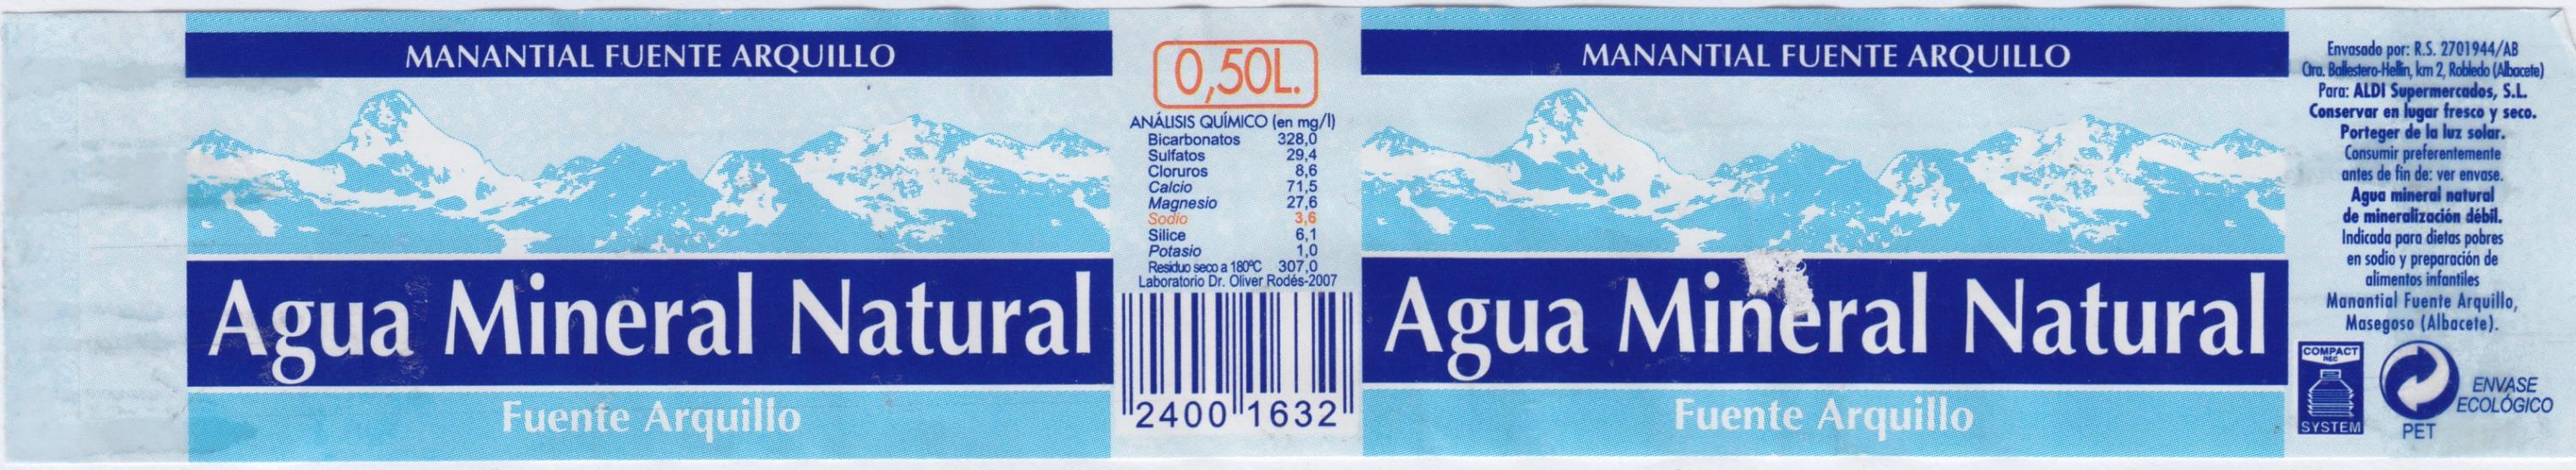 MANANTIAL FUENTE ARQUILLO
Agua Mineral Natural
Fuente Arquillo
0,50L.
ANÁLISIS QUÍMICO (en mg/l)
Bicarbonatos 328,0
Sulfatos 29,4
Cloruros 8,6
Calcio 71,5
Magnesio 27,6
Sodio 3,6
Silice 6,1
Potasio 1,0
Residuo seco a 180ºC 307,0
Laboratorio Dr. Oliver Rodés-2007
2400 1632
MANANTIAL FUENTE ARQUILLO
Agua Mineral Natural
Fuente Arquillo
Envasado por: R.S. 2701944/AB
Ctra. Ballestero-Hellín, km 2, Robledo (Albacete)
Para: ALDI Supermercados, S.L.
Conservar en lugar fresco y seco.
Porteger de la luz solar.
Consumir preferentemente
antes de fin de: ver envase.
Agua mineral natural
de mineralización débil.
Indicada para dietas pobres
en sodio y preparación de
alimentos infantiles
Manantial Fuente Arquillo,
Masegoso (Albacete).
COMPACT
REC
SYSTEM
PET
ENVASE
ECOLÓGICO